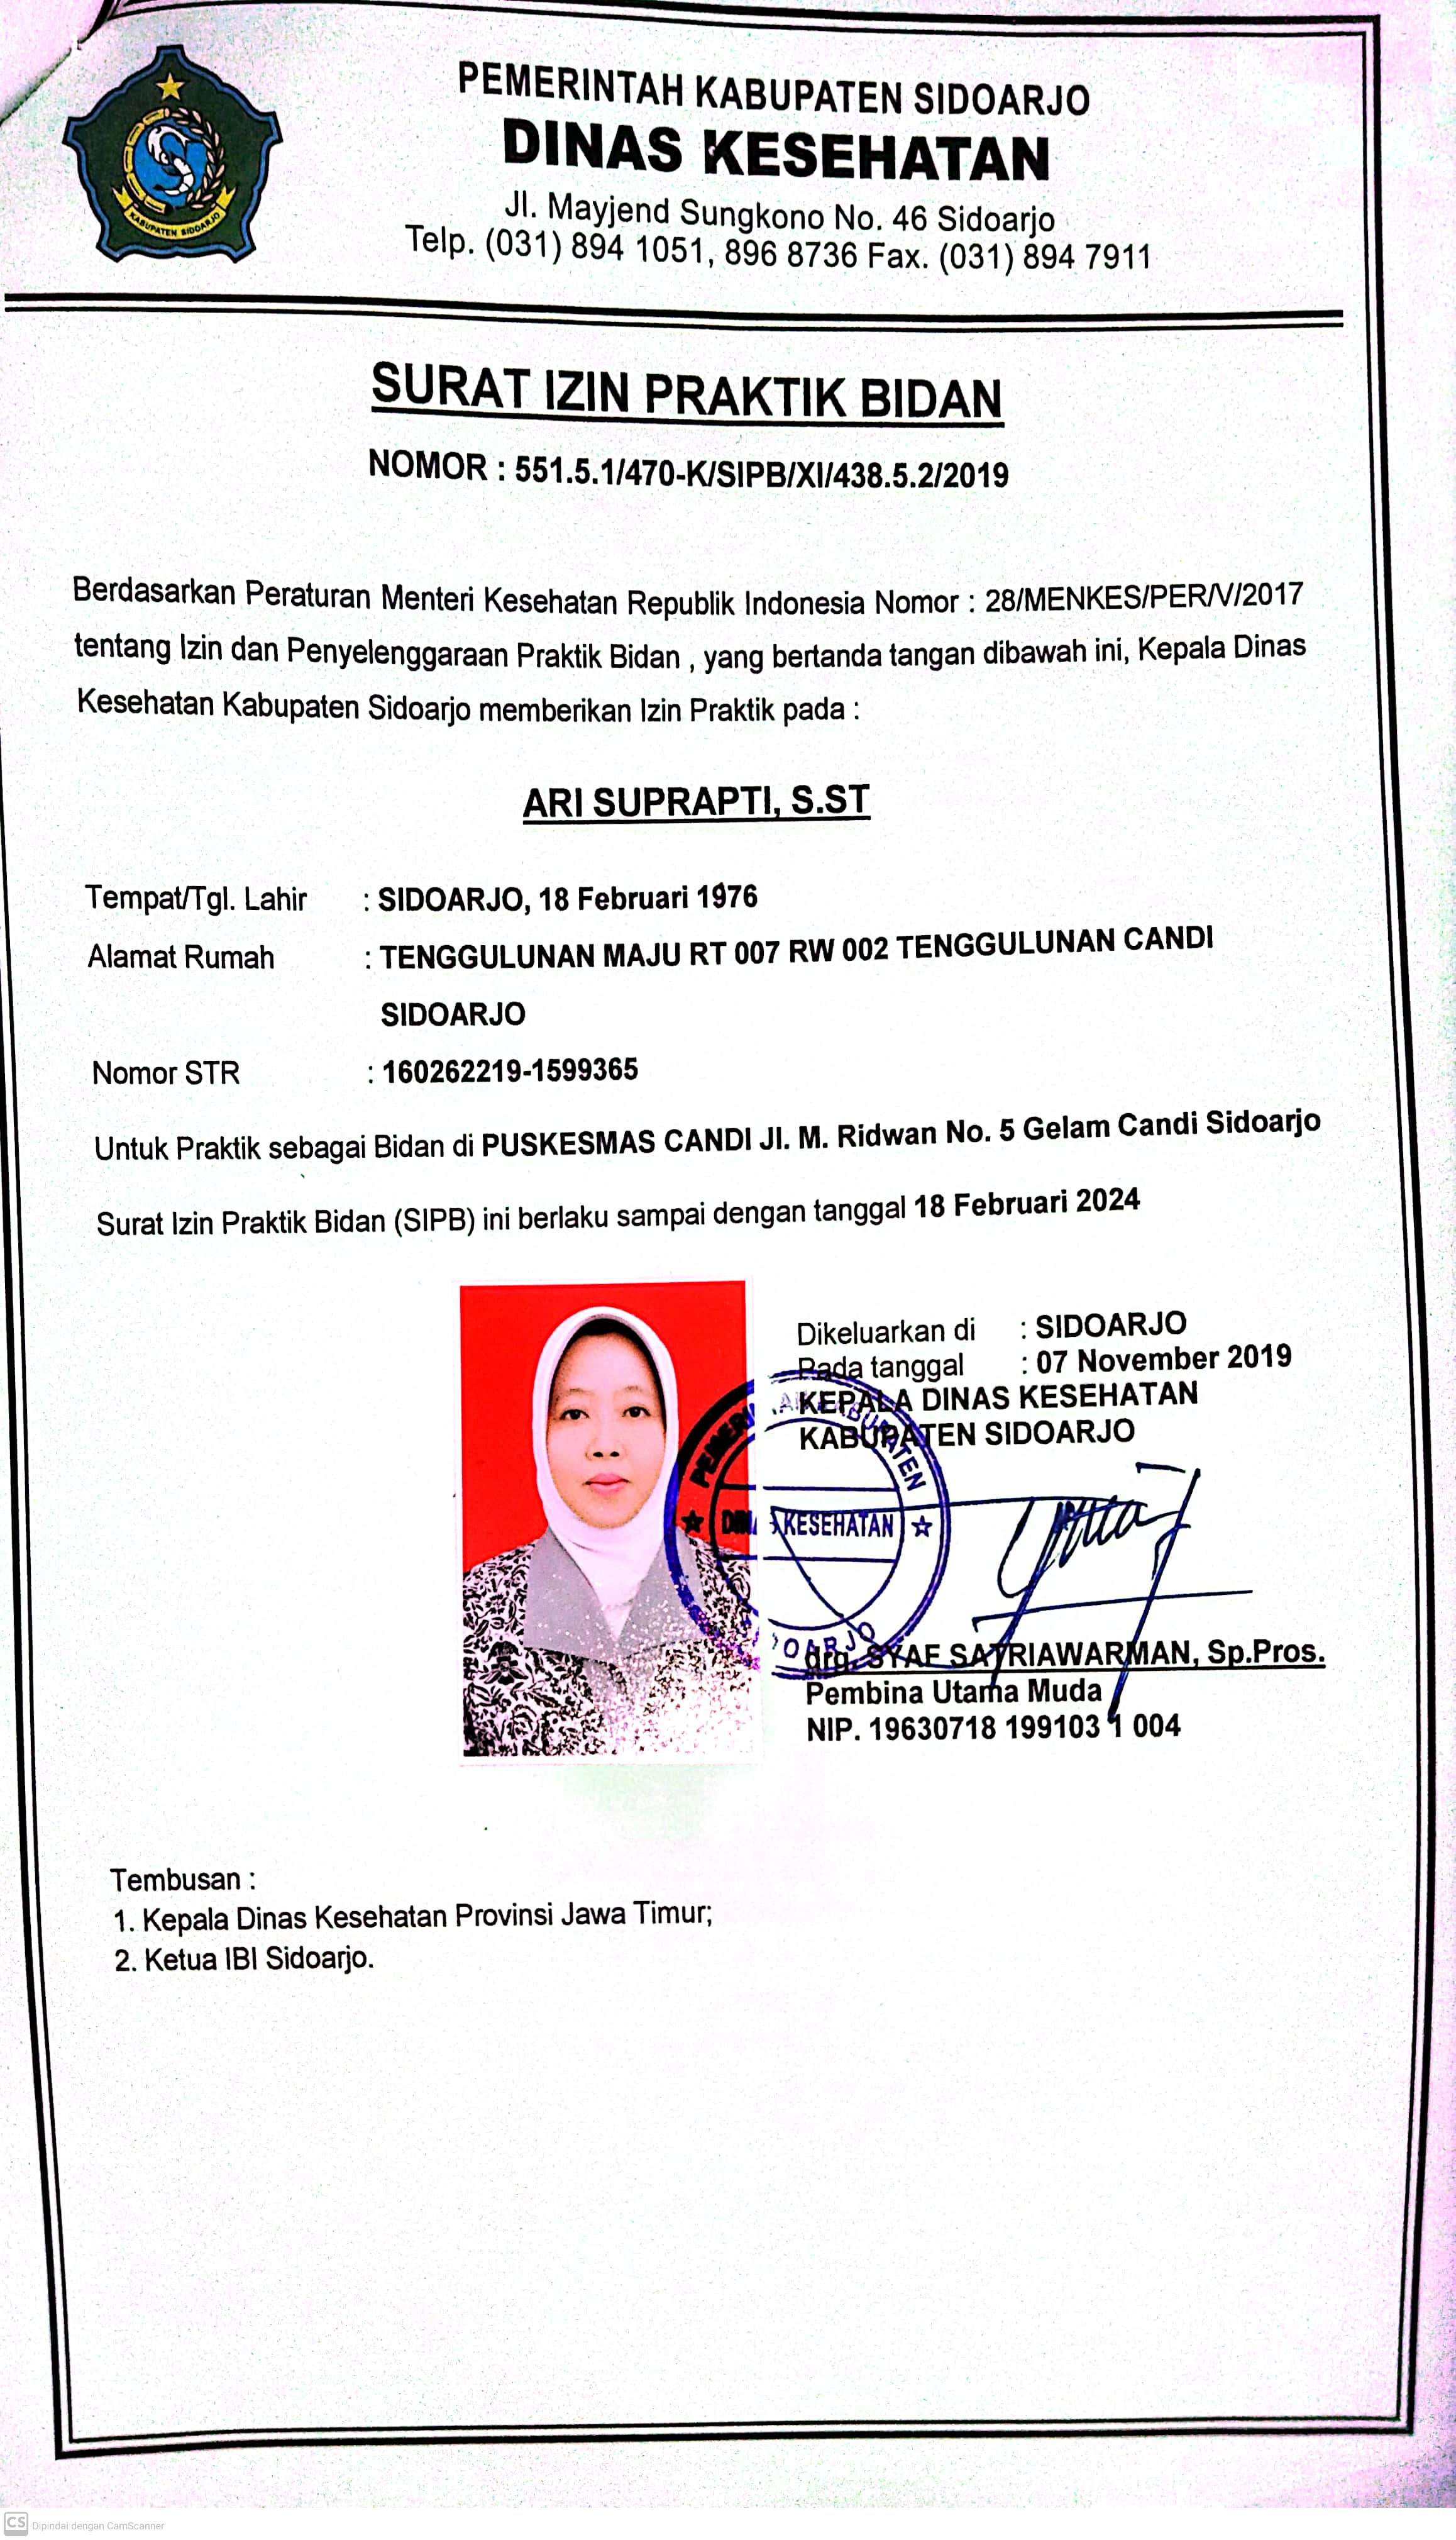 KABUPATEN SIDOARJO
PEMERINTAH KABUPATEN SIDOARJO
DINAS KESEHATAN
Jl. Mayjend Sungkono No. 46 Sidoarjo
Telp. (031) 894 1051, 896 8736 Fax. (031) 894 7911
SURAT IZIN PRAKTIK BIDAN
NOMOR : 551.5.1/470-K/SIPB/XI/438.5.2/2019
Berdasarkan Peraturan Menteri Kesehatan Republik Indonesia Nomor : 28/MENKES/PER/V/2017
tentang Izin dan Penyelenggaraan Praktik Bidan , yang bertanda tangan dibawah ini, Kepala Dinas
Kesehatan Kabupaten Sidoarjo memberikan Izin Praktik pada :
ARI SUPRAPTI, S.ST
Tempat/Tgl. Lahir : SIDOARJO, 18 Februari 1976
Alamat Rumah : TENGGULUNAN MAJU RT 007 RW 002 TENGGULUNAN CANDI
SIDOARJO
Nomor STR : 160262219-1599365
Untuk Praktik sebagai Bidan di PUSKESMAS CANDI Jl. M. Ridwan No. 5 Gelam Candi Sidoarjo
Surat Izin Praktik Bidan (SIPB) ini berlaku sampai dengan tanggal 18 Februari 2024
Dikeluarkan di : SIDOARJO
Pada tanggal : 07 November 2019
KEPALA DINAS KESEHATAN
KABUPATEN SIDOARJO
KABUPATEN
KESEHATAN
drg. SYAF SATRIAWARMAN, Sp.Pros.
Pembina Utama Muda
NIP. 19630718 199103 1 004
Tembusan :
1. Kepala Dinas Kesehatan Provinsi Jawa Timur;
2. Ketua IBI Sidoarjo.
CS Dipindai dengan CamScanner